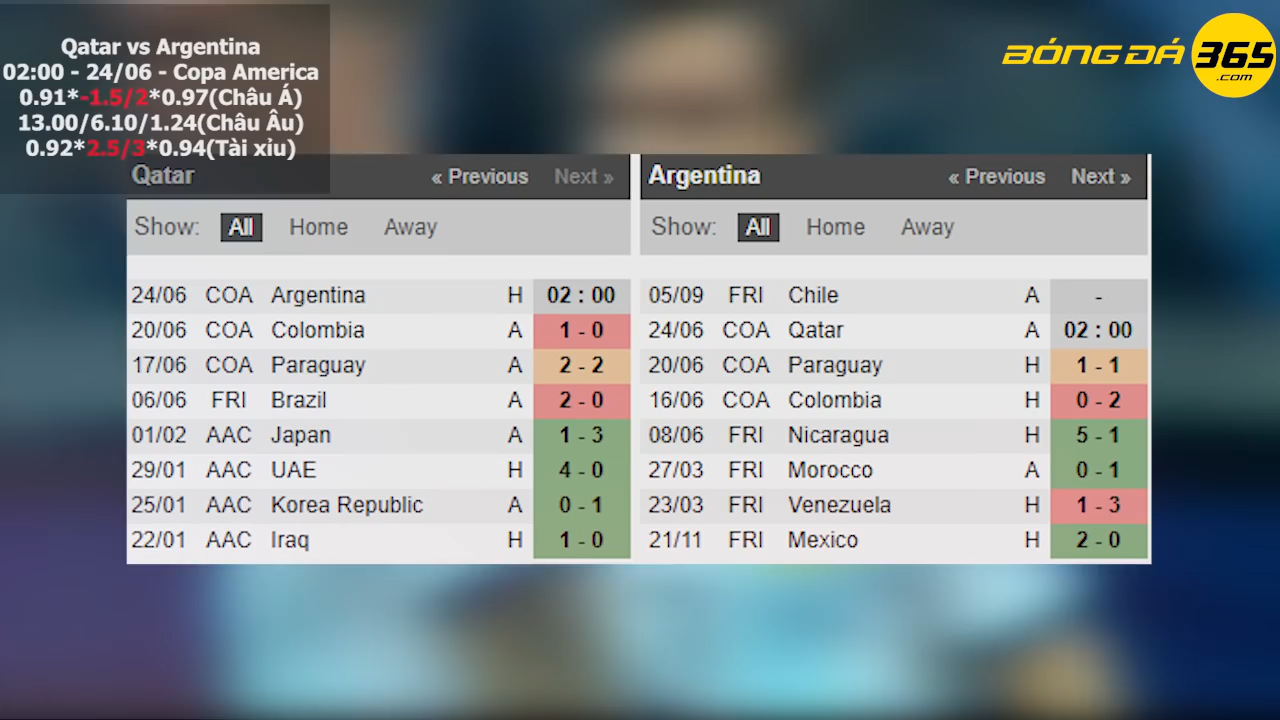 Qatar vs Argentina
02:00 - 24/06 - Copa America
0.91*-1.5/2*0.97(Châu Á)
13.00/6.10/1.24(Châu Âu)
0.92*2.5/3*0.94(Tài xỉu)
BÓNG ĐÁ 365
.com
Qatar « Previous Next »
Show: All Home Away
24/06 COA Argentina H 02 : 00
20/06 COA Colombia A 1 - 0
17/06 COA Paraguay A 2 - 2
06/06 FRI Brazil A 2 - 0
01/02 AAC Japan A 1 - 3
29/01 AAC UAE H 4 - 0
25/01 AAC Korea Republic A 0 - 1
22/01 AAC Iraq H 1 - 0
Argentina « Previous Next »
Show: All Home Away
05/09 FRI Chile A -
24/06 COA Qatar A 02 : 00
20/06 COA Paraguay H 1 - 1
16/06 COA Colombia H 0 - 2
08/06 FRI Nicaragua H 5 - 1
27/03 FRI Morocco A 0 - 1
23/03 FRI Venezuela H 1 - 3
21/11 FRI Mexico H 2 - 0